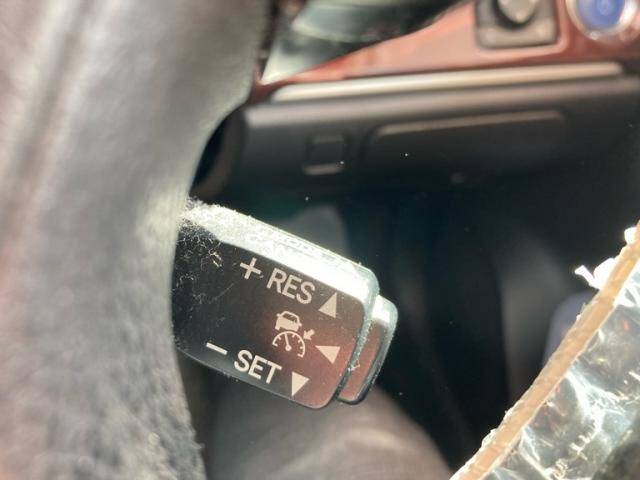 + RES
- SET